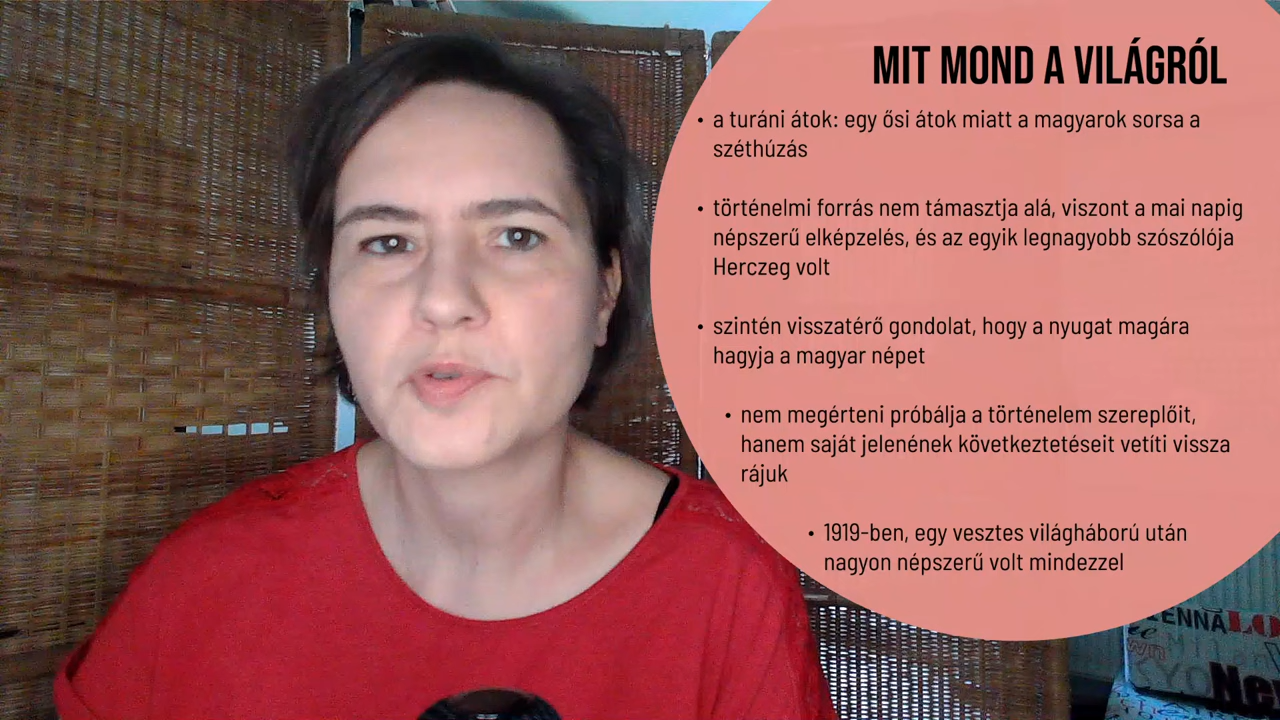 MIT MOND A VILÁGRÓL
• a turáni átok: egy ősi átok miatt a magyarok sorsa a
széthúzás
• történelmi forrás nem támasztja alá, viszont a mai napig
népszerű elképzelés, és az egyik legnagyobb szószólója
Herczeg volt
• szintén visszatérő gondolat, hogy a nyugat magára
hagyja a magyar népet
• nem megérteni próbálja a történelem szereplőit,
hanem saját jelenének következtetéseit vetíti vissza
rájuk
• 1919-ben, egy vesztes világháború után
nagyon népszerű volt mindezzel